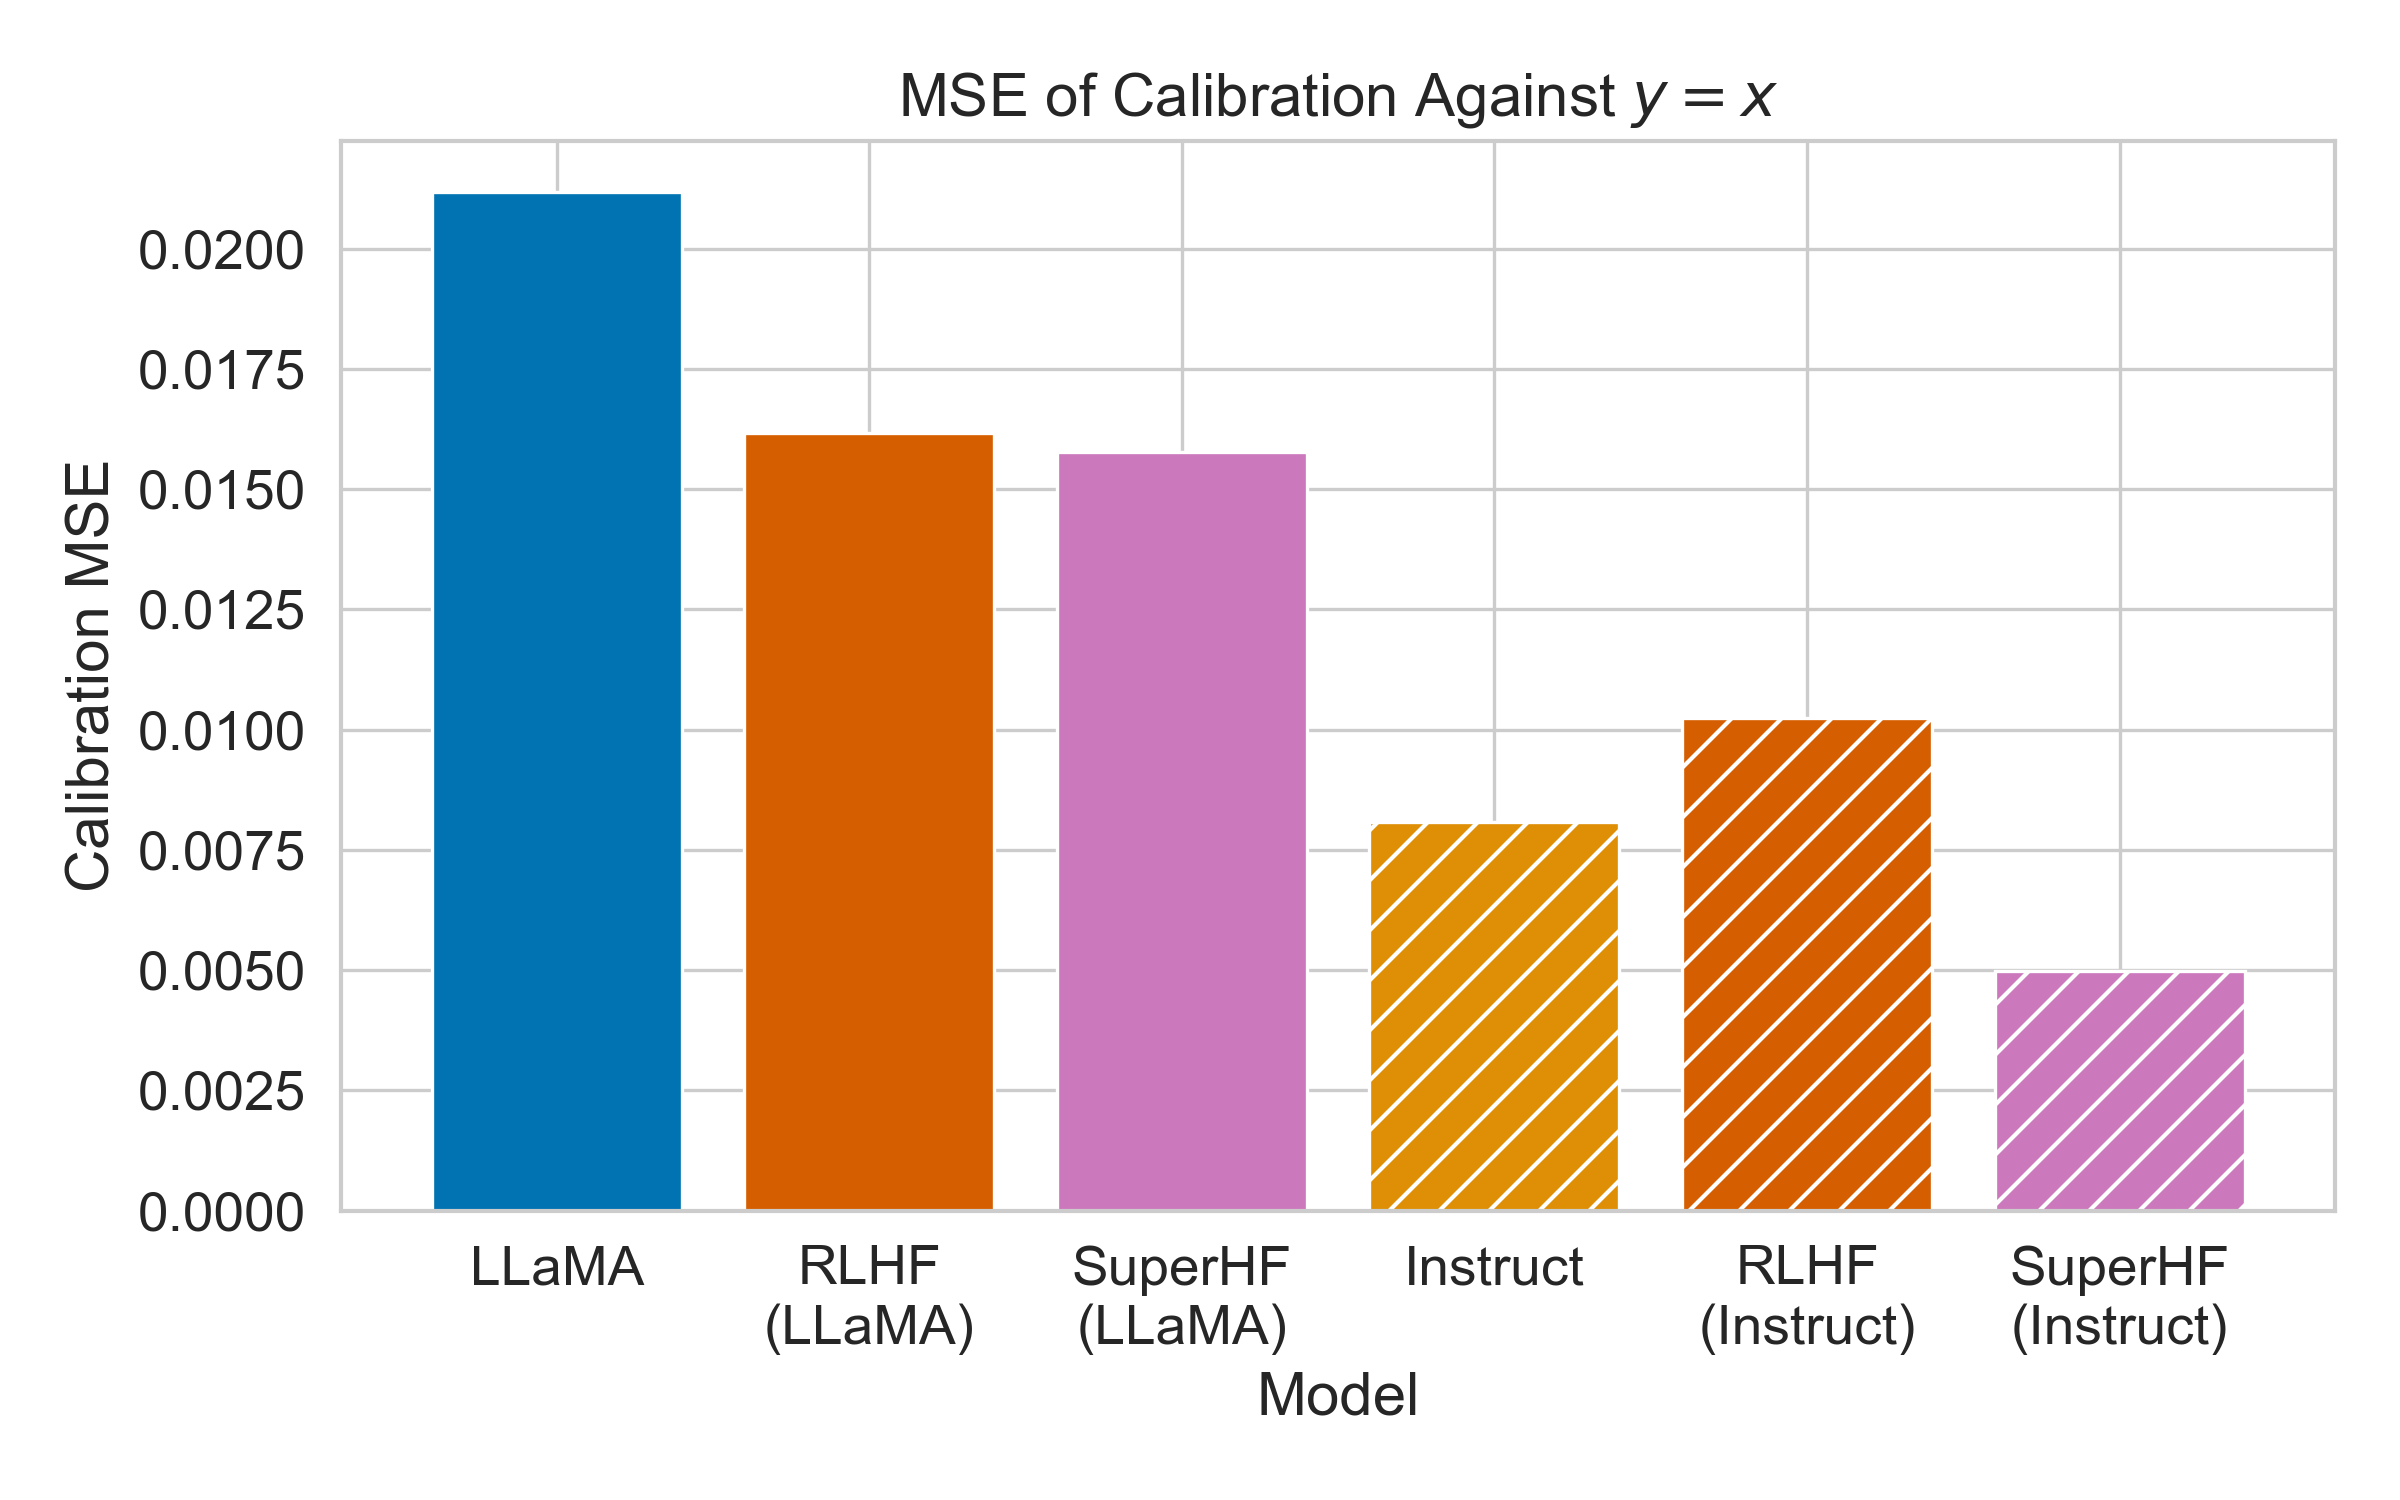 MSE of Calibration Against y = x
Calibration MSE
0.0200
0.0175
0.0150
0.0125
0.0100
0.0075
0.0050
0.0025
0.0000
LLaMA
RLHF
(LLaMA)
SuperHF
(LLaMA)
Instruct
RLHF
(Instruct)
SuperHF
(Instruct)
Model